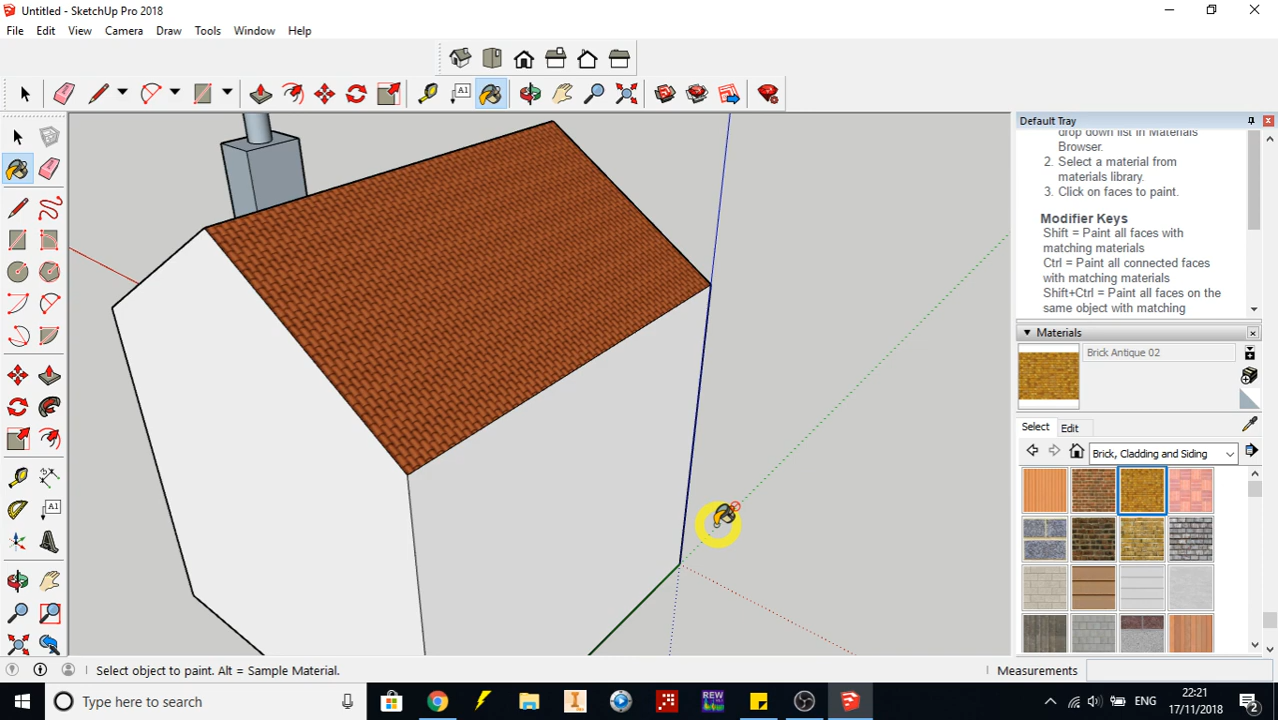 Untitled - SketchUp Pro 2018
File Edit View Camera Draw Tools Window Help
A1
Default Tray
drop down list in Materials
Browser.
2. Select a material from
materials library.
3. Click on faces to paint.
Modifier Keys
Shift = Paint all faces with
matching materials
Ctrl = Paint all connected faces
with matching materials
Shift+Ctrl = Paint all faces on the
same object with matching
Materials
Brick Antique 02
Select Edit
Brick, Cladding and Siding
A1
Select object to paint. Alt = Sample Material.
Measurements
Type here to search
REW
ENG
22:21
17/11/2018
2